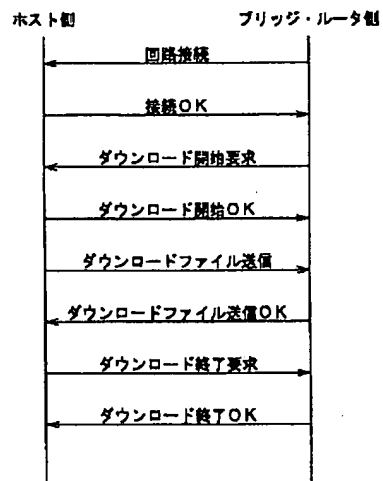 ホスト側
ブリッジ・ルータ側
回路接続
接続OK
ダウンロード開始要求
ダウンロード開始OK
ダウンロードファイル送信
ダウンロードファイル送信OK
ダウンロード終了要求
ダウンロード終了OK